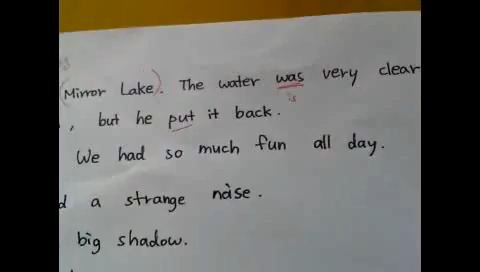 (Mirror Lake). The water was very clear
is
, but he put it back.
We had so much fun all day.
d a strange noise.
big shadow.